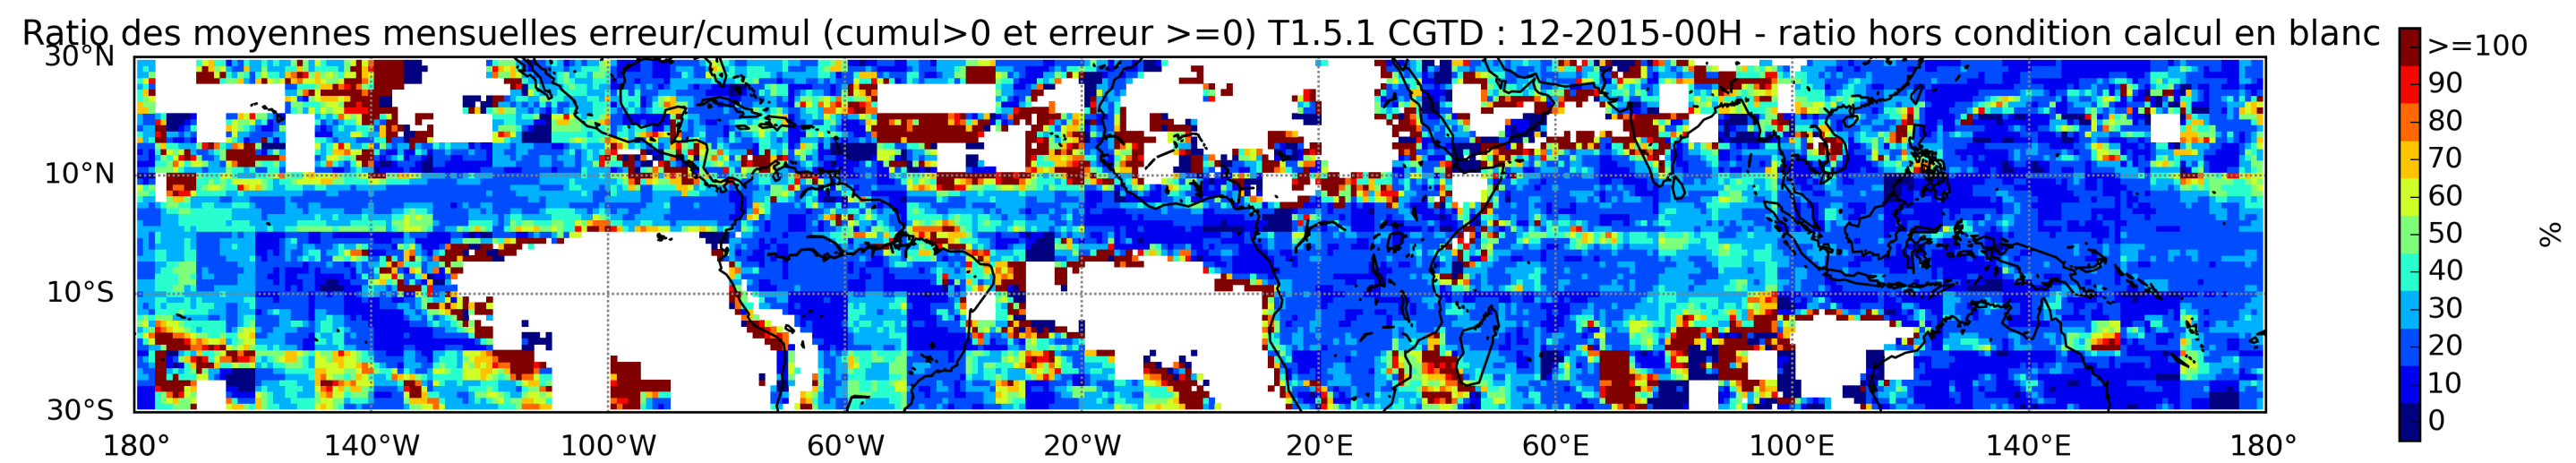 Ratio des moyennes mensuelles erreur/cumul (cumul>0 et erreur >=0) T1.5.1 CGTD : 12-2015-00H - ratio hors condition calcul en blanc
30°N
10°N
10°S
30°S
180° 140°W 100°W 60°W 20°W 20°E 60°E 100°E 140°E 180°
>=100
90
80
70
60
50
40
30
20
10
0
%